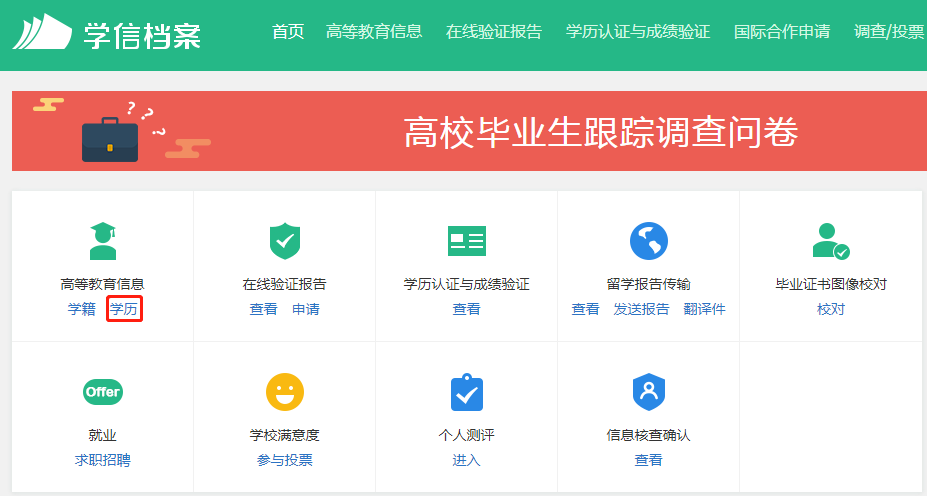 学信档案
首页 高等教育信息 在线验证报告 学历认证与成绩验证 国际合作申请 调查/投票
? ? ?
高校毕业生跟踪调查问卷
高等教育信息
学籍 学历
在线验证报告
查看 申请
学历认证与成绩验证
查看
留学报告传输
查看 发送报告 翻译件
毕业证书图像校对
校对
Offer
就业
求职招聘
学校满意度
参与投票
个人测评
进入
信息核查确认
查看